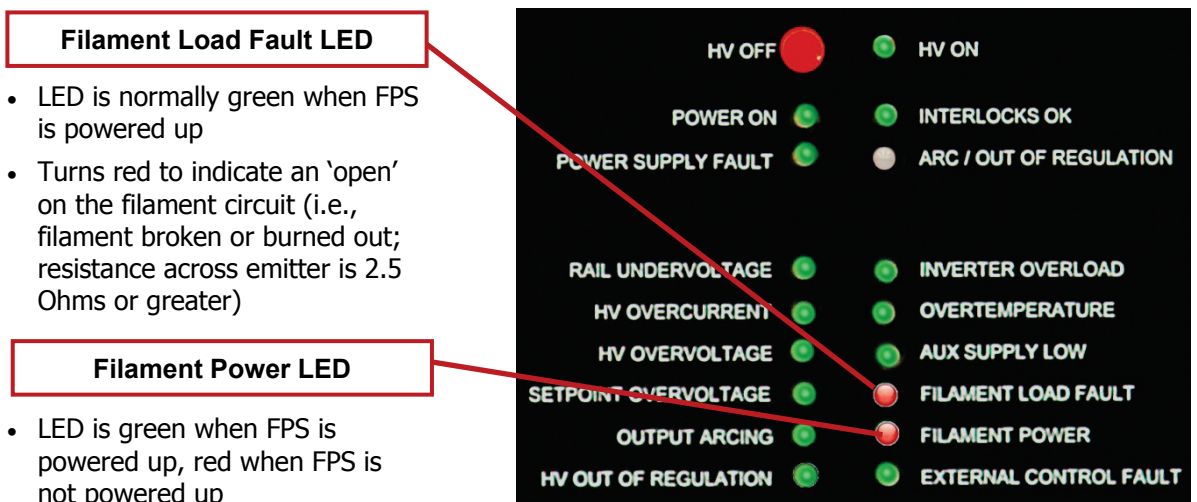 Filament Load Fault LED
• LED is normally green when FPS
is powered up
• Turns red to indicate an ‘open’
on the filament circuit (i.e.,
filament broken or burned out;
resistance across emitter is 2.5
Ohms or greater)
Filament Power LED
• LED is green when FPS is
powered up, red when FPS is
not powered up
HV OFF HV ON
POWER ON INTERLOCKS OK
POWER SUPPLY FAULT ARC / OUT OF REGULATION
RAIL UNDERVOLTAGE INVERTER OVERLOAD
HV OVERCURRENT OVERTEMPERATURE
HV OVERVOLTAGE AUX SUPPLY LOW
SETPOINT OVERVOLTAGE FILAMENT LOAD FAULT
OUTPUT ARCING FILAMENT POWER
HV OUT OF REGULATION EXTERNAL CONTROL FAULT